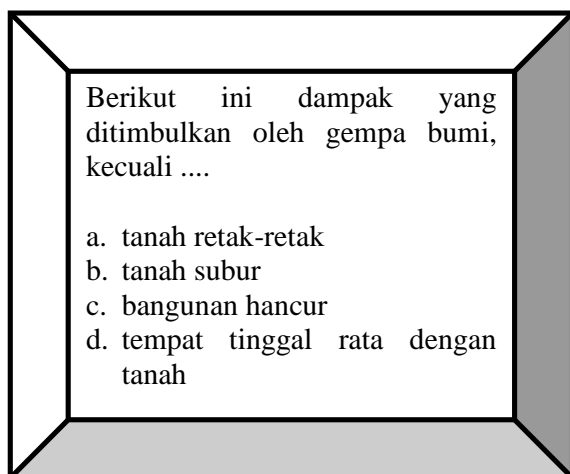 Berikut ini dampak yang
ditimbulkan oleh gempa bumi,
kecuali ....
a. tanah retak-retak
b. tanah subur
c. bangunan hancur
d. tempat tinggal rata dengan
tanah